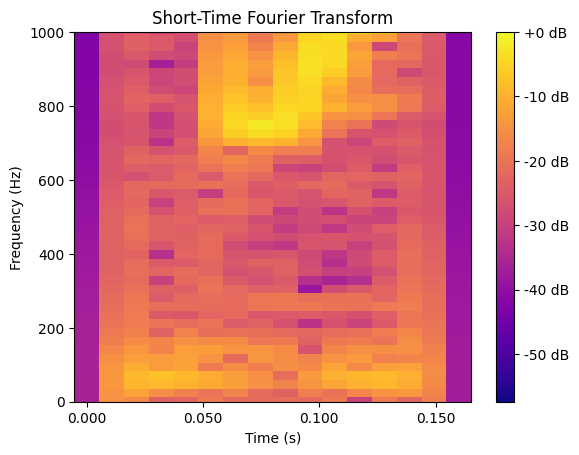 Short-Time Fourier Transform
1000
800
600
400
200
0
Frequency (Hz)
0.000
0.050
0.100
0.150
Time (s)
+0 dB
-10 dB
-20 dB
-30 dB
-40 dB
-50 dB